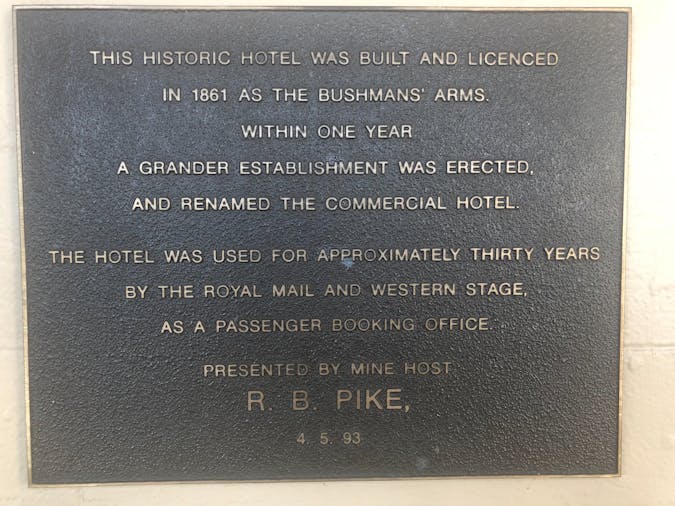 THIS HISTORIC HOTEL WAS BUILT AND LICENCED
IN 1861 AS THE BUSHMANS' ARMS.
WITHIN ONE YEAR
A GRANDER ESTABLISHMENT WAS ERECTED,
AND RENAMED THE COMMERCIAL HOTEL.
THE HOTEL WAS USED FOR APPROXIMATELY THIRTY YEARS
BY THE ROYAL MAIL AND WESTERN STAGE,
AS A PASSENGER BOOKING OFFICE.
PRESENTED BY MINE HOST
R. B. PIKE,
4. 5. 93